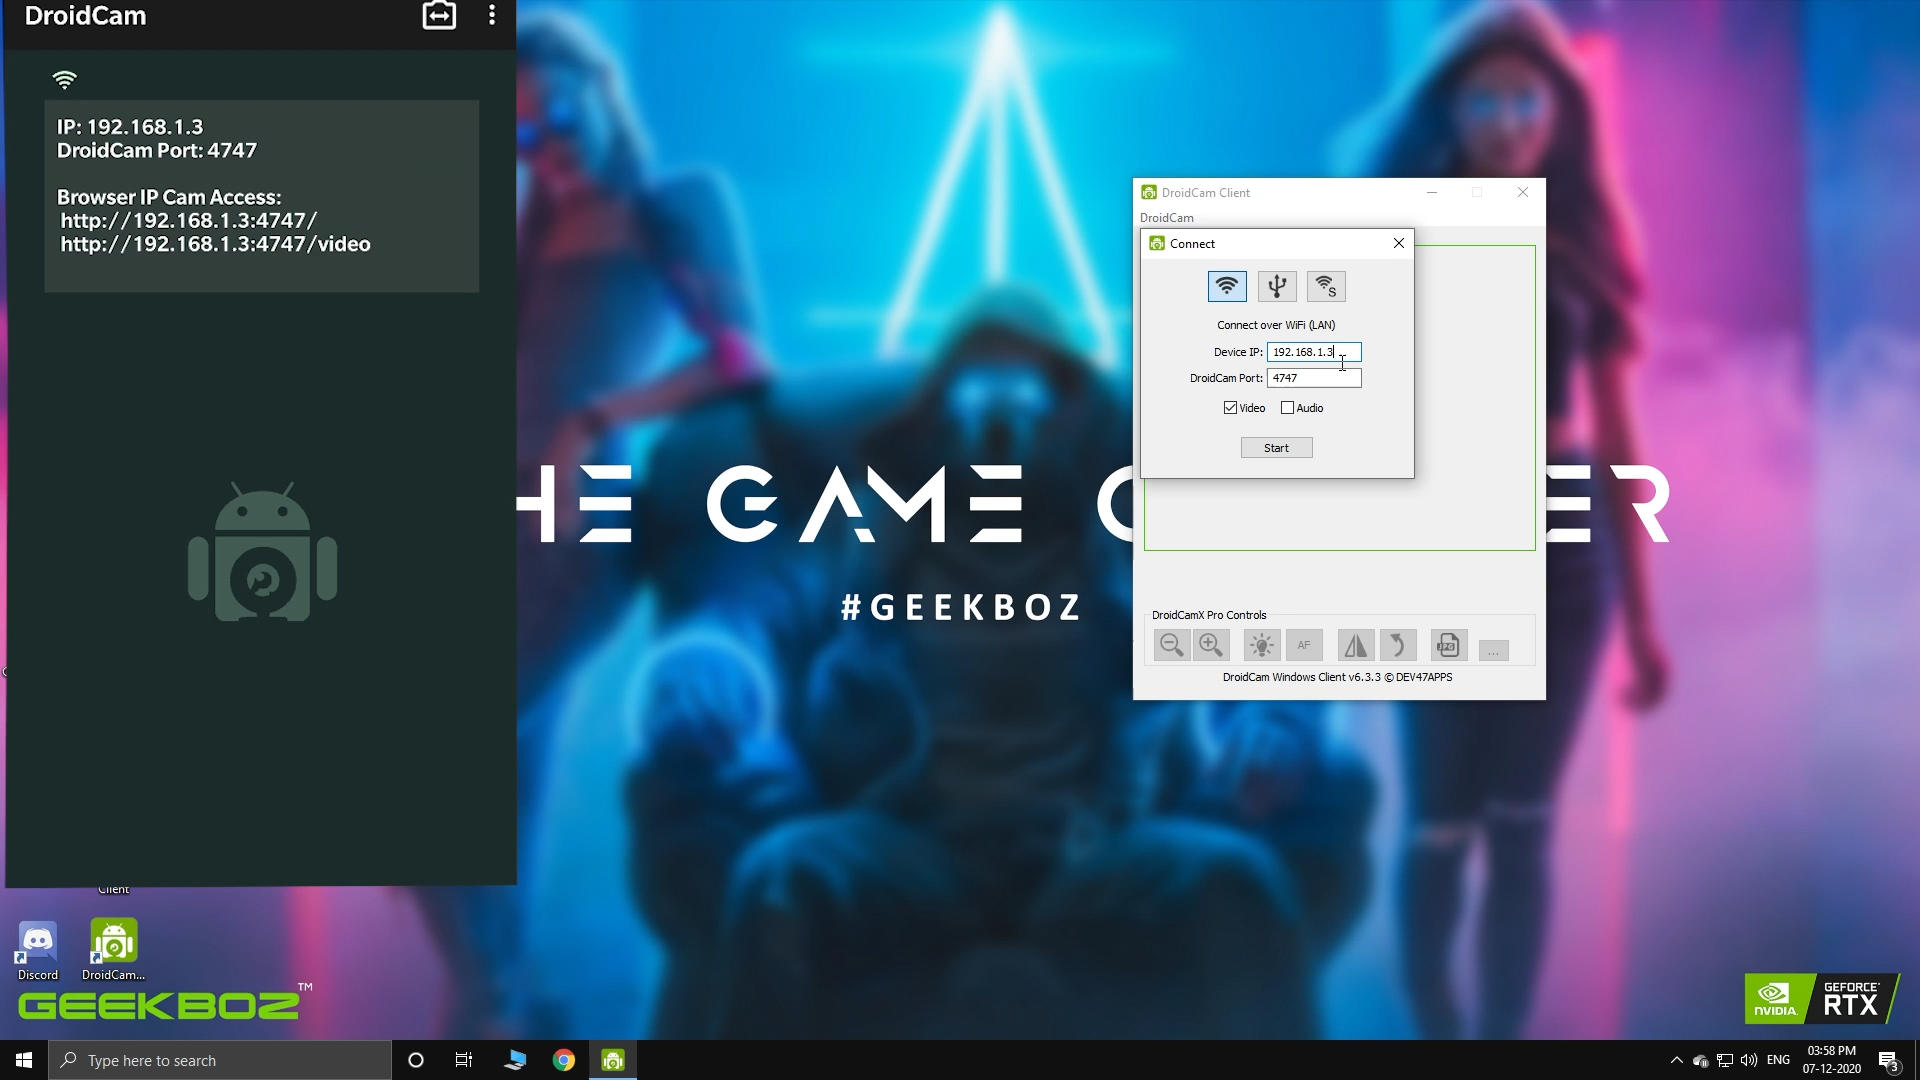 DroidCam
IP: 192.168.1.3
DroidCam Port: 4747
Browser IP Cam Access:
http://192.168.1.3:4747/
http://192.168.1.3:4747/video
DroidCam Client
DroidCam
Connect
S
Connect over WiFi (LAN)
Device IP: 192.168.1.3
DroidCam Port: 4747
Video Audio
Start
HE GAME
ER
#GEEKBOZ
DroidCamX Pro Controls
AF
JPG
...
DroidCam Windows Client v6.3.3 © DEV47APPS
Client
Discord
DroidCam...
GEEKBOZ™
NVIDIA.
GEFORCE
RTX
Type here to search
ENG
03:58 PM
07-12-2020
3